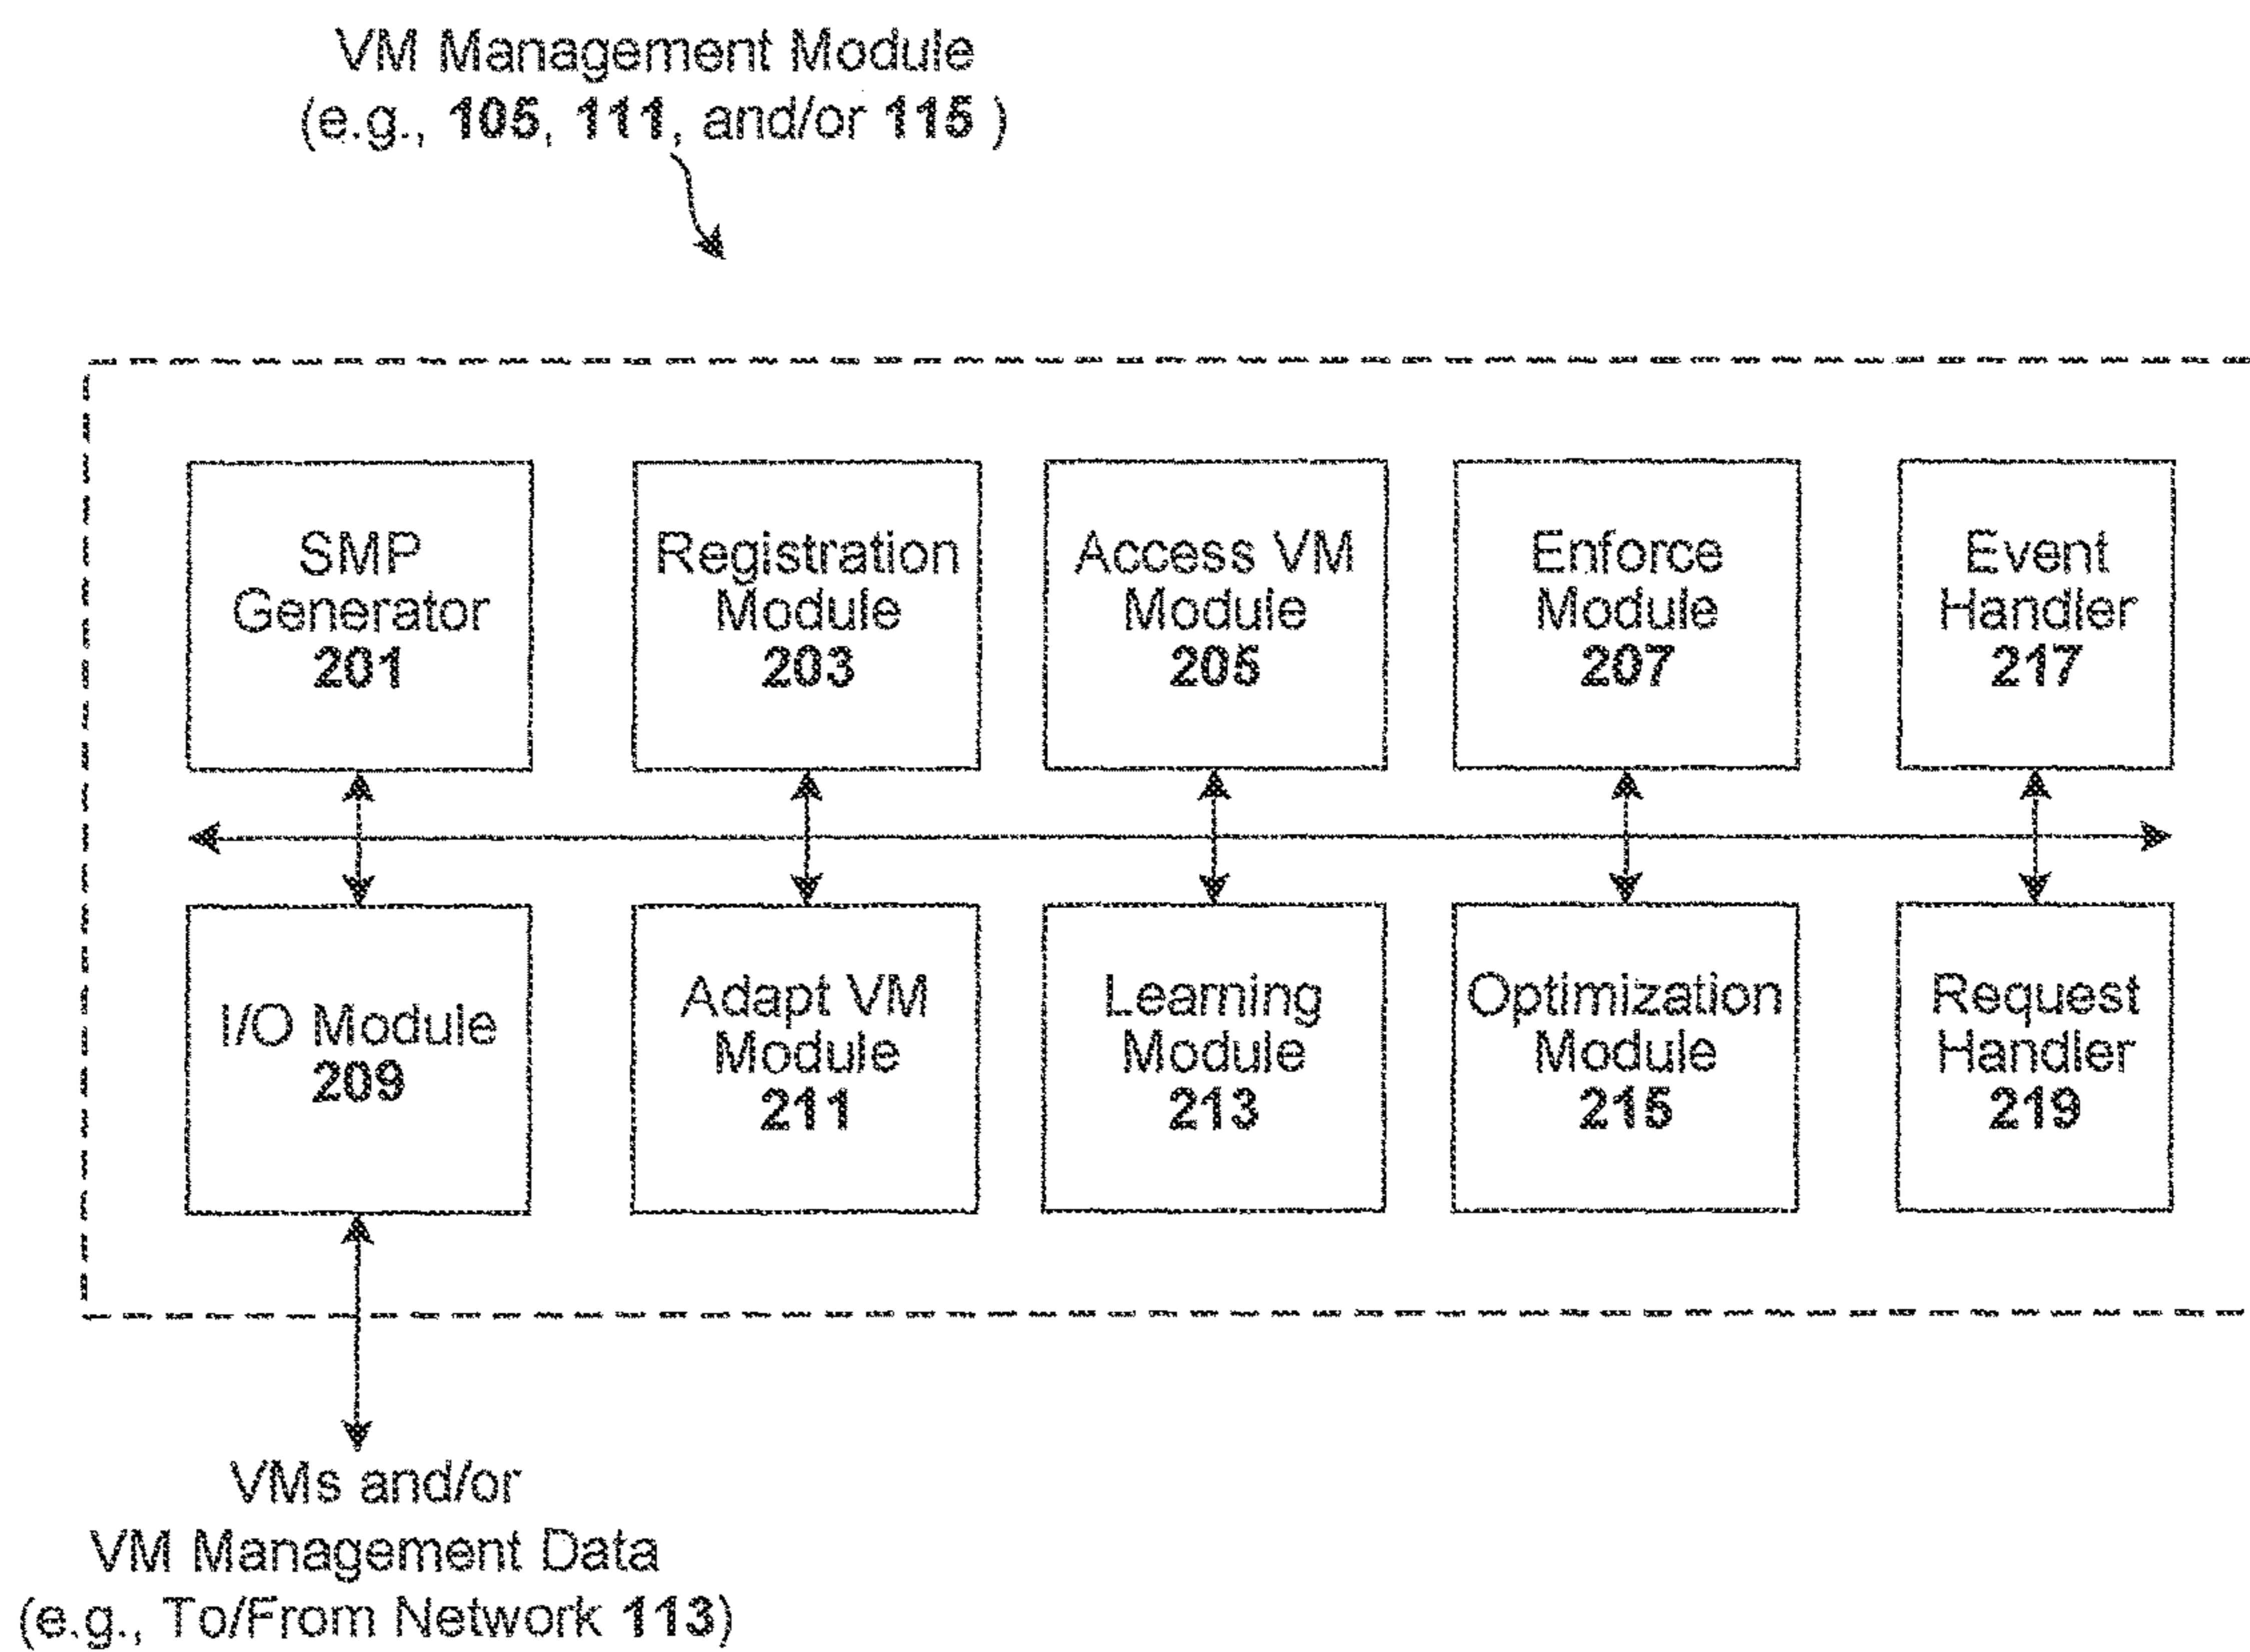 VM Management Module
(e.g., 105, 111, and/or 115 )
SMP
Generator
201
Registration
Module
203
Access VM
Module
205
Enforce
Module
207
Event
Handler
217
I/O Module
209
Adapt VM
Module
211
Learning
Module
213
Optimization
Module
215
Request
Handler
219
VMs and/or
VM Management Data
(e.g., To/From Network 113)